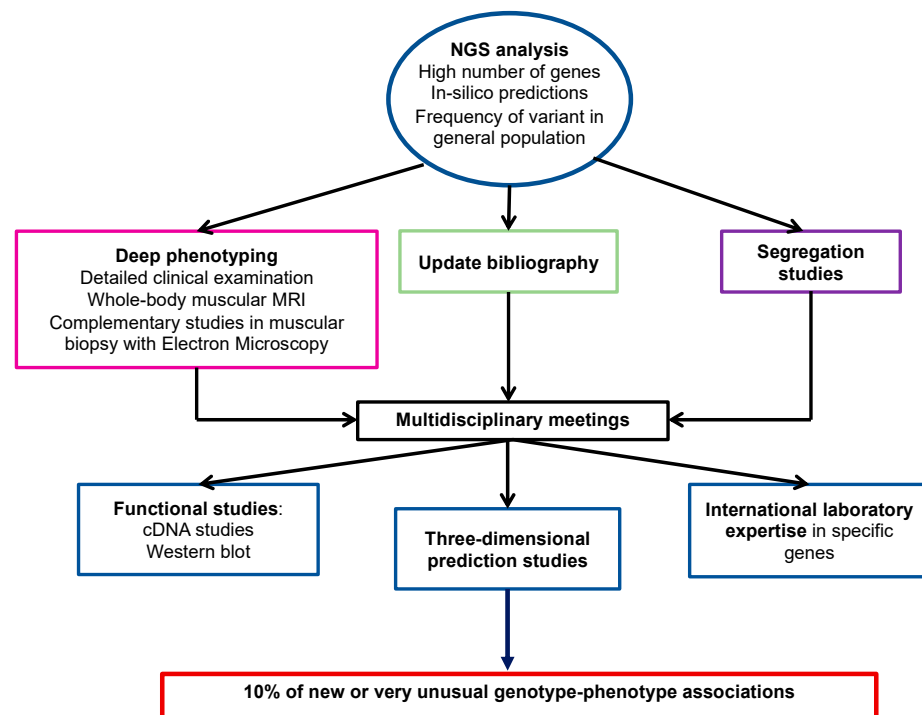 NGS analysis
High number of genes
In-silico predictions
Frequency of variant in
general population
Deep phenotyping
Detailed clinical examination
Whole-body muscular MRI
Complementary studies in muscular
biopsy with Electron Microscopy
Update bibliography
Segregation
studies
Multidisciplinary meetings
Functional studies:
cDNA studies
Western blot
Three-dimensional
prediction studies
International laboratory
expertise in specific
genes
10% of new or very unusual genotype-phenotype associations